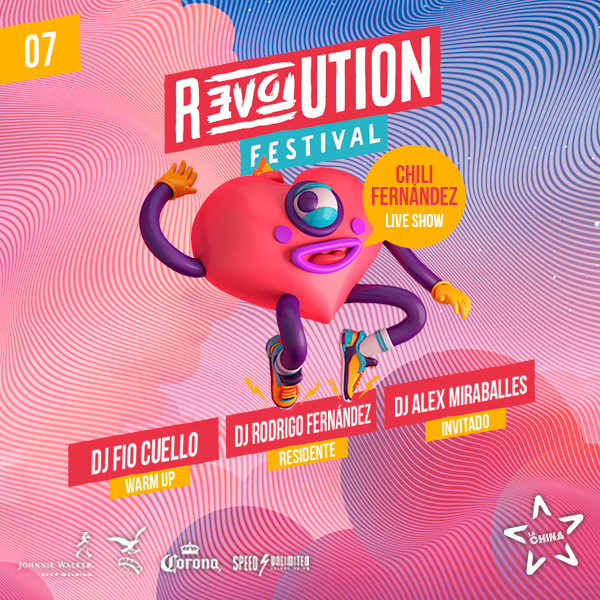 07
REVOLUTION
FESTIVAL
CHILI
FERNÁNDEZ
LIVE SHOW
DJ FIO CUELLO
WARM UP
DJ RODRIGO FERNÁNDEZ
RESIDENTE
DJ ALEX MIRABALLES
INVITADO
JOHNNIE WALKER
Corona
SPEED UNLIMITED
LA CHINA